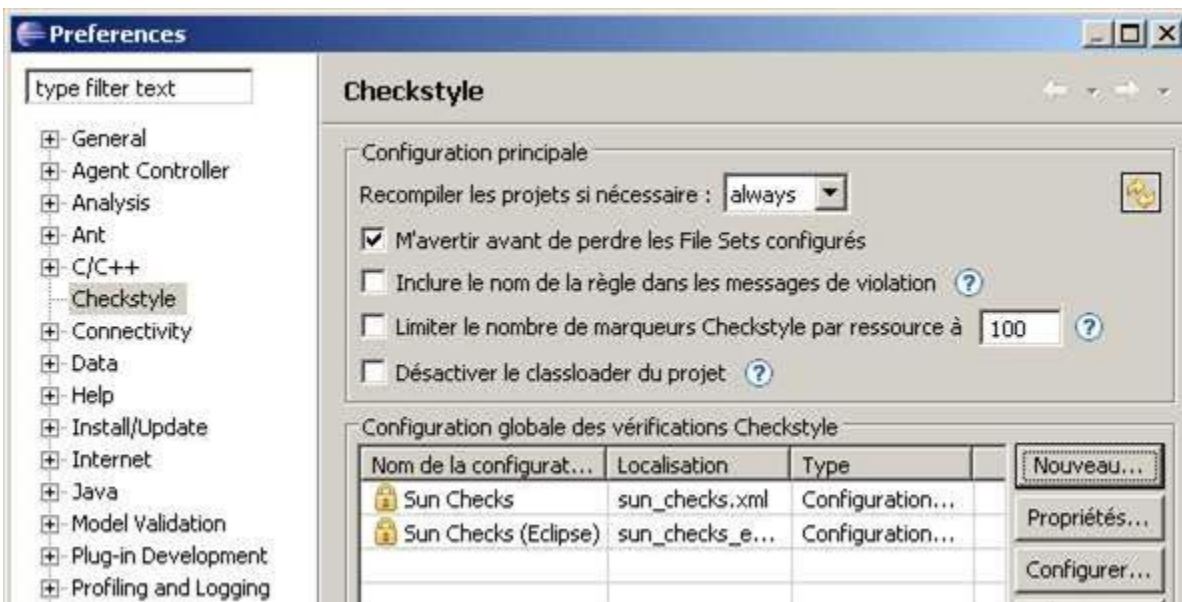 Preferences
type filter text
General
Agent Controller
Analysis
Ant
C/C++
Checkstyle
Connectivity
Data
Help
Install/Update
Internet
Java
Model Validation
Plug-in Development
Profiling and Logging
Checkstyle
Configuration principale
Recompiler les projets si nécessaire : always
M'avertir avant de perdre les File Sets configurés
Inclure le nom de la règle dans les messages de violation ?
Limiter le nombre de marqueurs Checkstyle par ressource à 100 ?
Désactiver le classloader du projet ?
Configuration globale des vérifications Checkstyle
Nom de la configurat... Localisation Type
Sun Checks sun_checks.xml Configuration...
Sun Checks (Eclipse) sun_checks_e... Configuration...
Nouveau...
Propriétés...
Configurer...